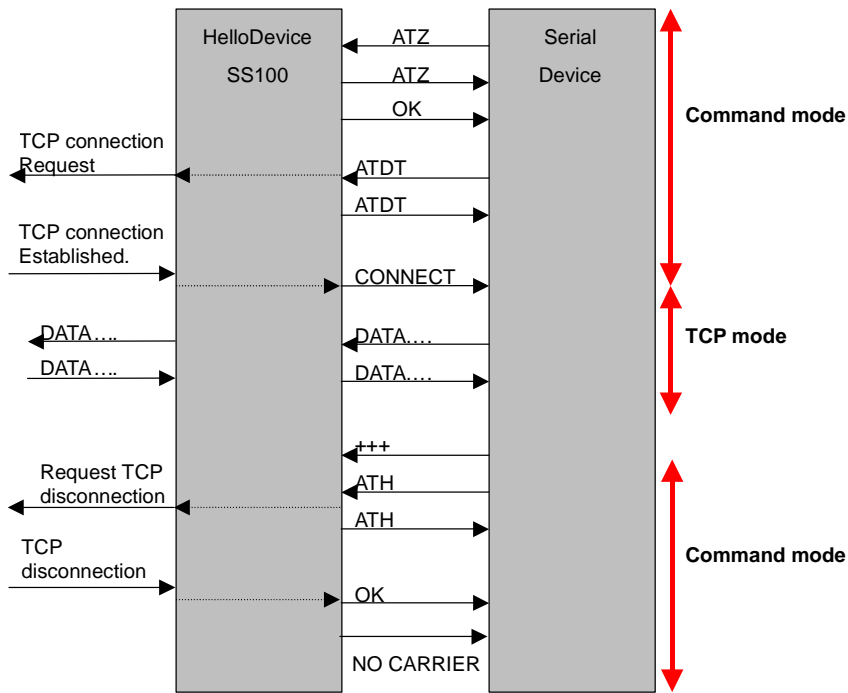 HelloDevice
SS100
Serial
Device
ATZ
ATZ
OK
Command mode
TCP connection
Request
ATDT
ATDT
TCP connection
Established.
CONNECT
TCP mode
DATA....
DATA....
DATA....
DATA....
+++
Request TCP
disconnection
ATH
ATH
TCP
disconnection
Command mode
OK
NO CARRIER